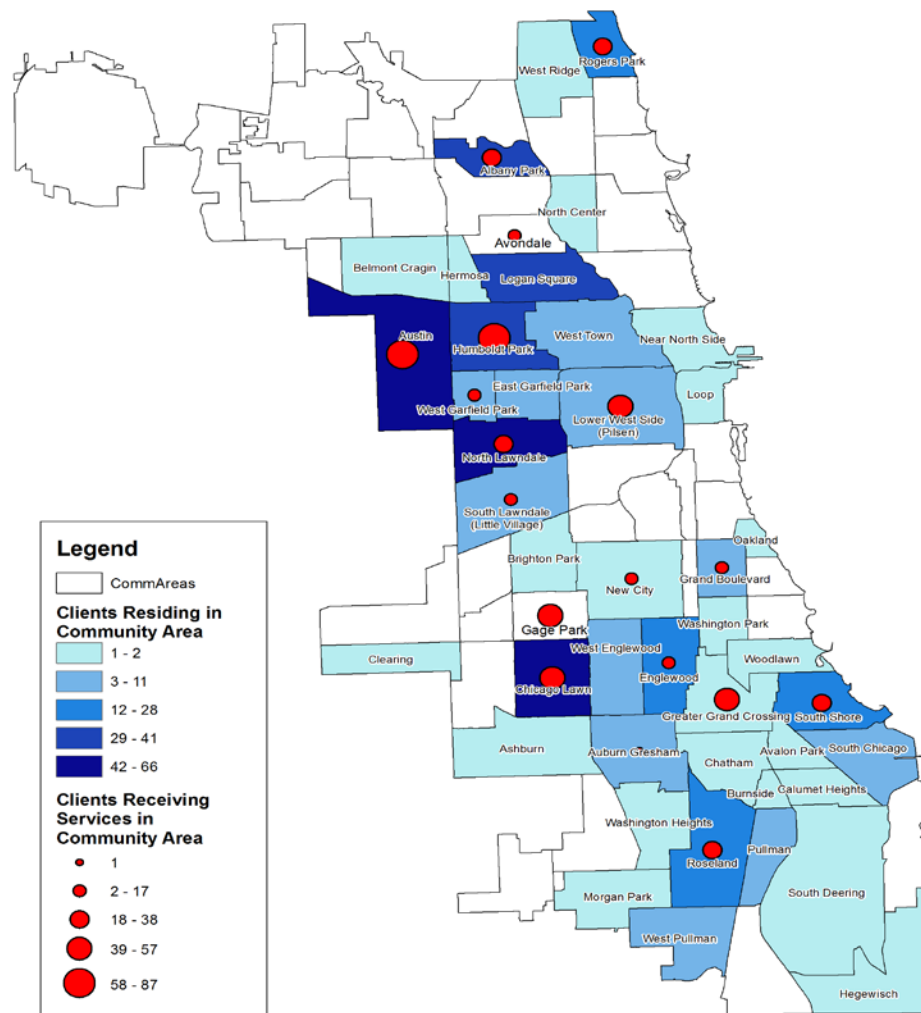 Rogers Park
West Ridge
Albany Park
North Center
Avondale
Belmont Cragin
Hermosa
Logan Square
Austin
Humboldt Park
West Town
Near North Side
East Garfield Park
West Garfield Park
Loop
Lower West Side
(Pilsen)
North Lawndale
South Lawndale
(Little Village)
Oakland
Brighton Park
Grand Boulevard
New City
Gage Park
Washington Park
West Englewood
Woodlawn
Clearing
Englewood
Chicago Lawn
Greater Grand Crossing
South Shore
Ashburn
Auburn Gresham
Avalon Park
South Chicago
Chatham
Burnside
Calumet Heights
Washington Heights
Pullman
Roseland
South Deering
Morgan Park
West Pullman
Hegewisch
Legend
CommAreas
Clients Residing in
Community Area
1 - 2
3 - 11
12 - 28
29 - 41
42 - 66
Clients Receiving
Services in
Community Area
1
2 - 17
18 - 38
39 - 57
58 - 87